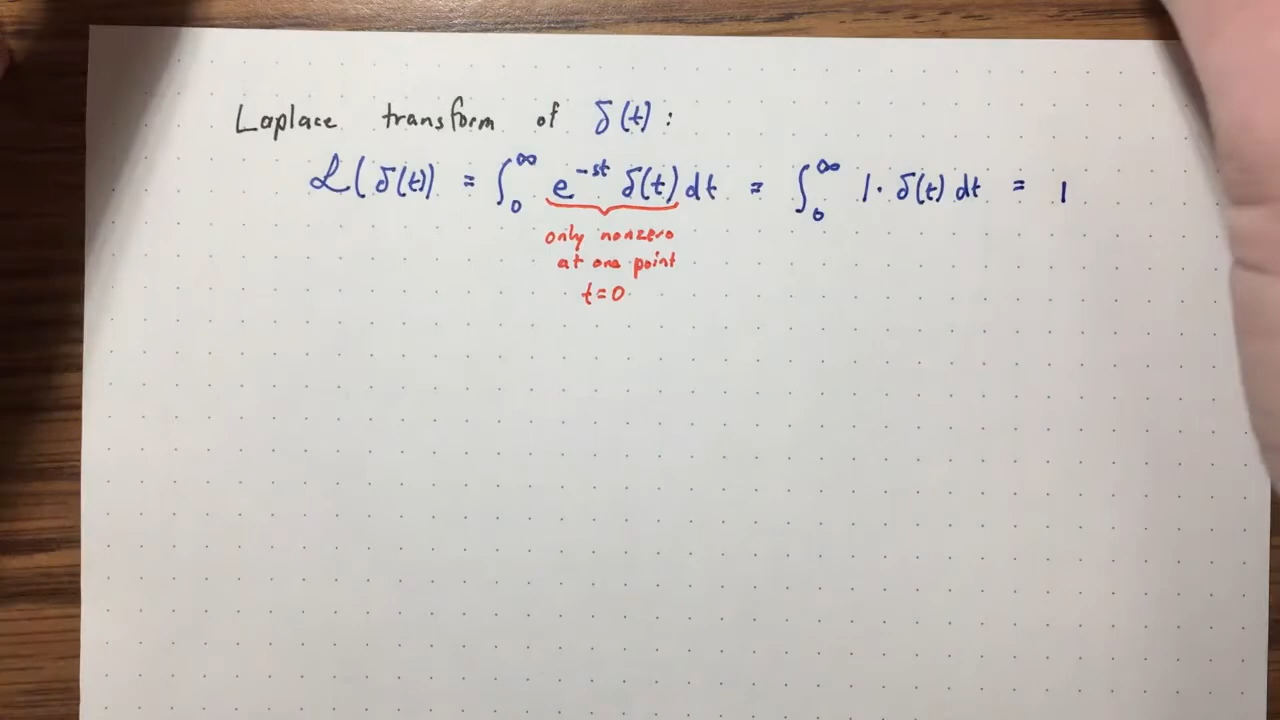 Laplace transform of δ(t):
ℒ(δ(t)) = ∫₀^∞ e^{-st} δ(t) dt = ∫₀^∞ 1· δ(t) dt = 1
only nonzero
at one point
t=0